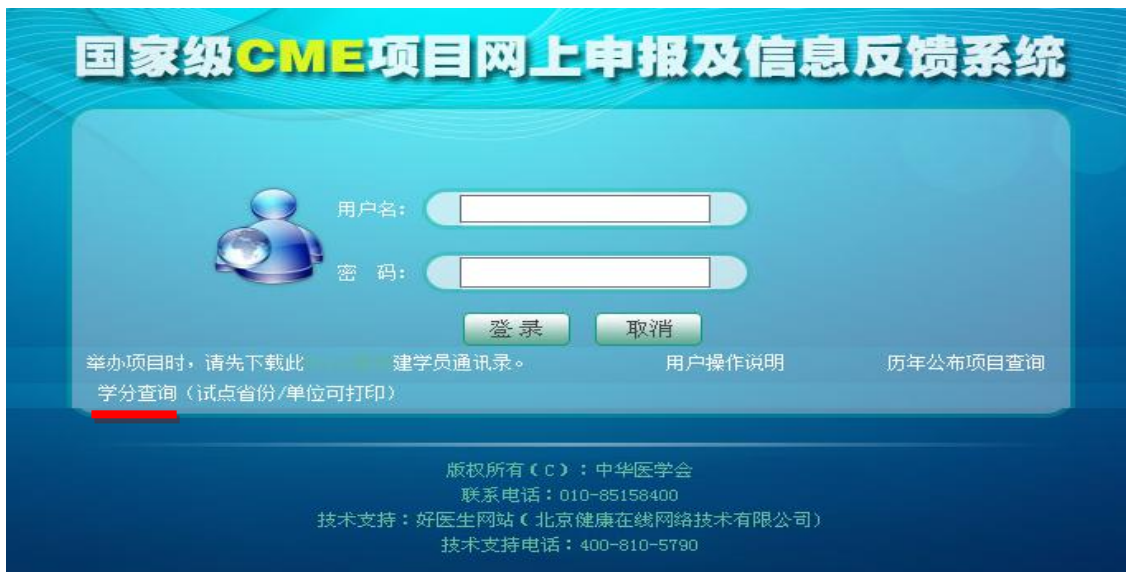 国家级CME项目网上申报及信息反馈系统
用户名：
密 码：
登 录 取消
举办项目时，请先下载此 建学员通讯录。 用户操作说明 历年公布项目查询
学分查询（试点省份/单位可打印）
版权所有(C)：中华医学会
联系电话：010-85158400
技术支持：好医生网站(北京健康在线网络技术有限公司)
技术支持电话：400-810-5790